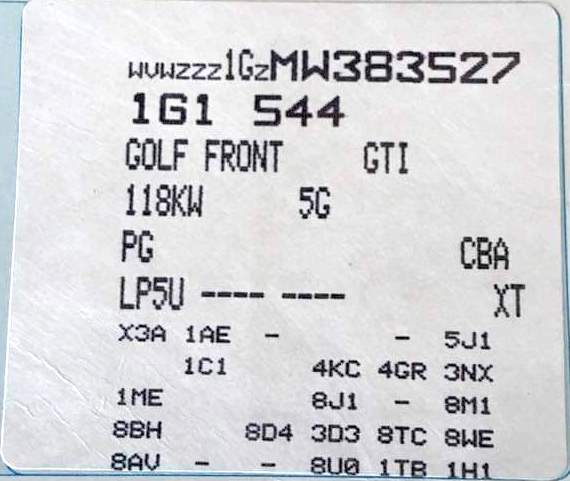 WVWZZZ1GZMW383527
1G1 544
GOLF FRONT GTI
118KW 5G
PG CBA
LP5U ---- ---- XT
X3A 1AE - - 5J1
1C1 4KC 4GR 3NX
1ME 8J1 - 8M1
8BH 8D4 3D3 8TC 8WE
8AV - - 8U0 1TB 1H1